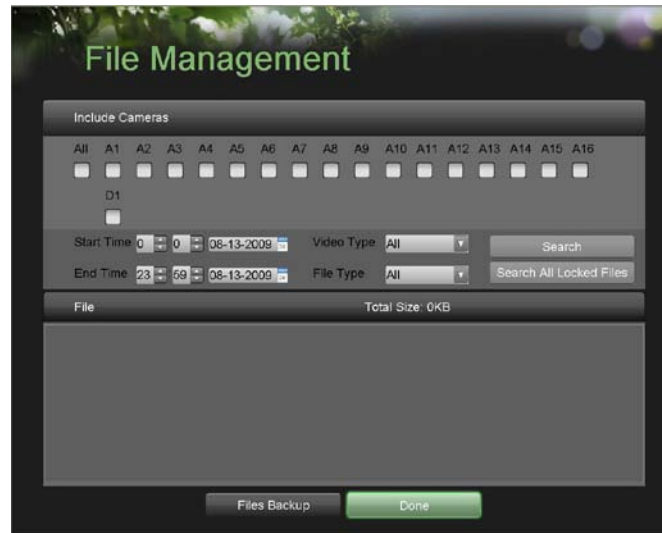 File Management
Include Cameras
All A1 A2 A3 A4 A5 A6 A7 A8 A9 A10 A11 A12 A13 A14 A15 A16
D1
Start Time 0 0 08-13-2009 Video Type All Search
End Time 23 59 08-13-2009 File Type All Search All Locked Files
File Total Size: 0KB
Files Backup Done